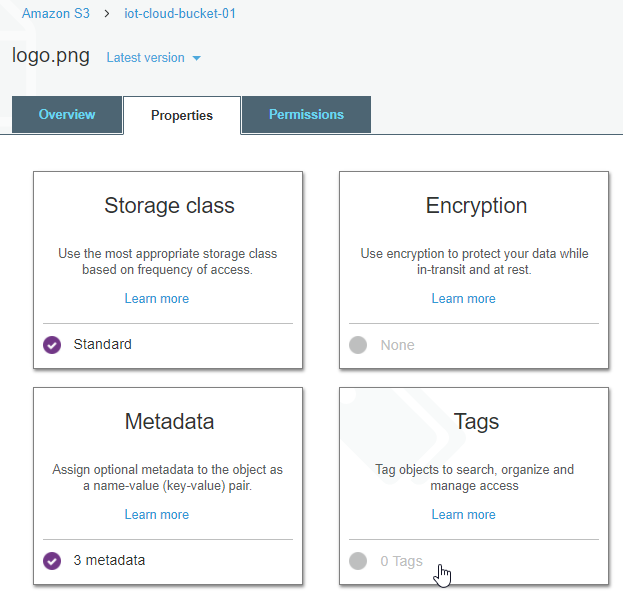 Amazon S3 > iot-cloud-bucket-01
logo.png Latest version
Overview Properties Permissions
Storage class
Use the most appropriate storage class
based on frequency of access.
Learn more
Standard
Encryption
Use encryption to protect your data while
in-transit and at rest.
Learn more
None
Metadata
Assign optional metadata to the object as
a name-value (key-value) pair.
Learn more
3 metadata
Tags
Tag objects to search, organize and
manage access
Learn more
0 Tags